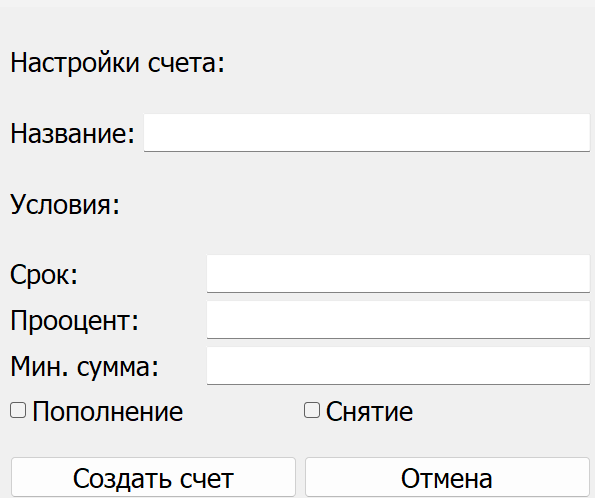 Настройки счета:
Название:
Условия:
Срок:
Прооцент:
Мин. сумма:
Пополнение Снятие
Создать счет Отмена